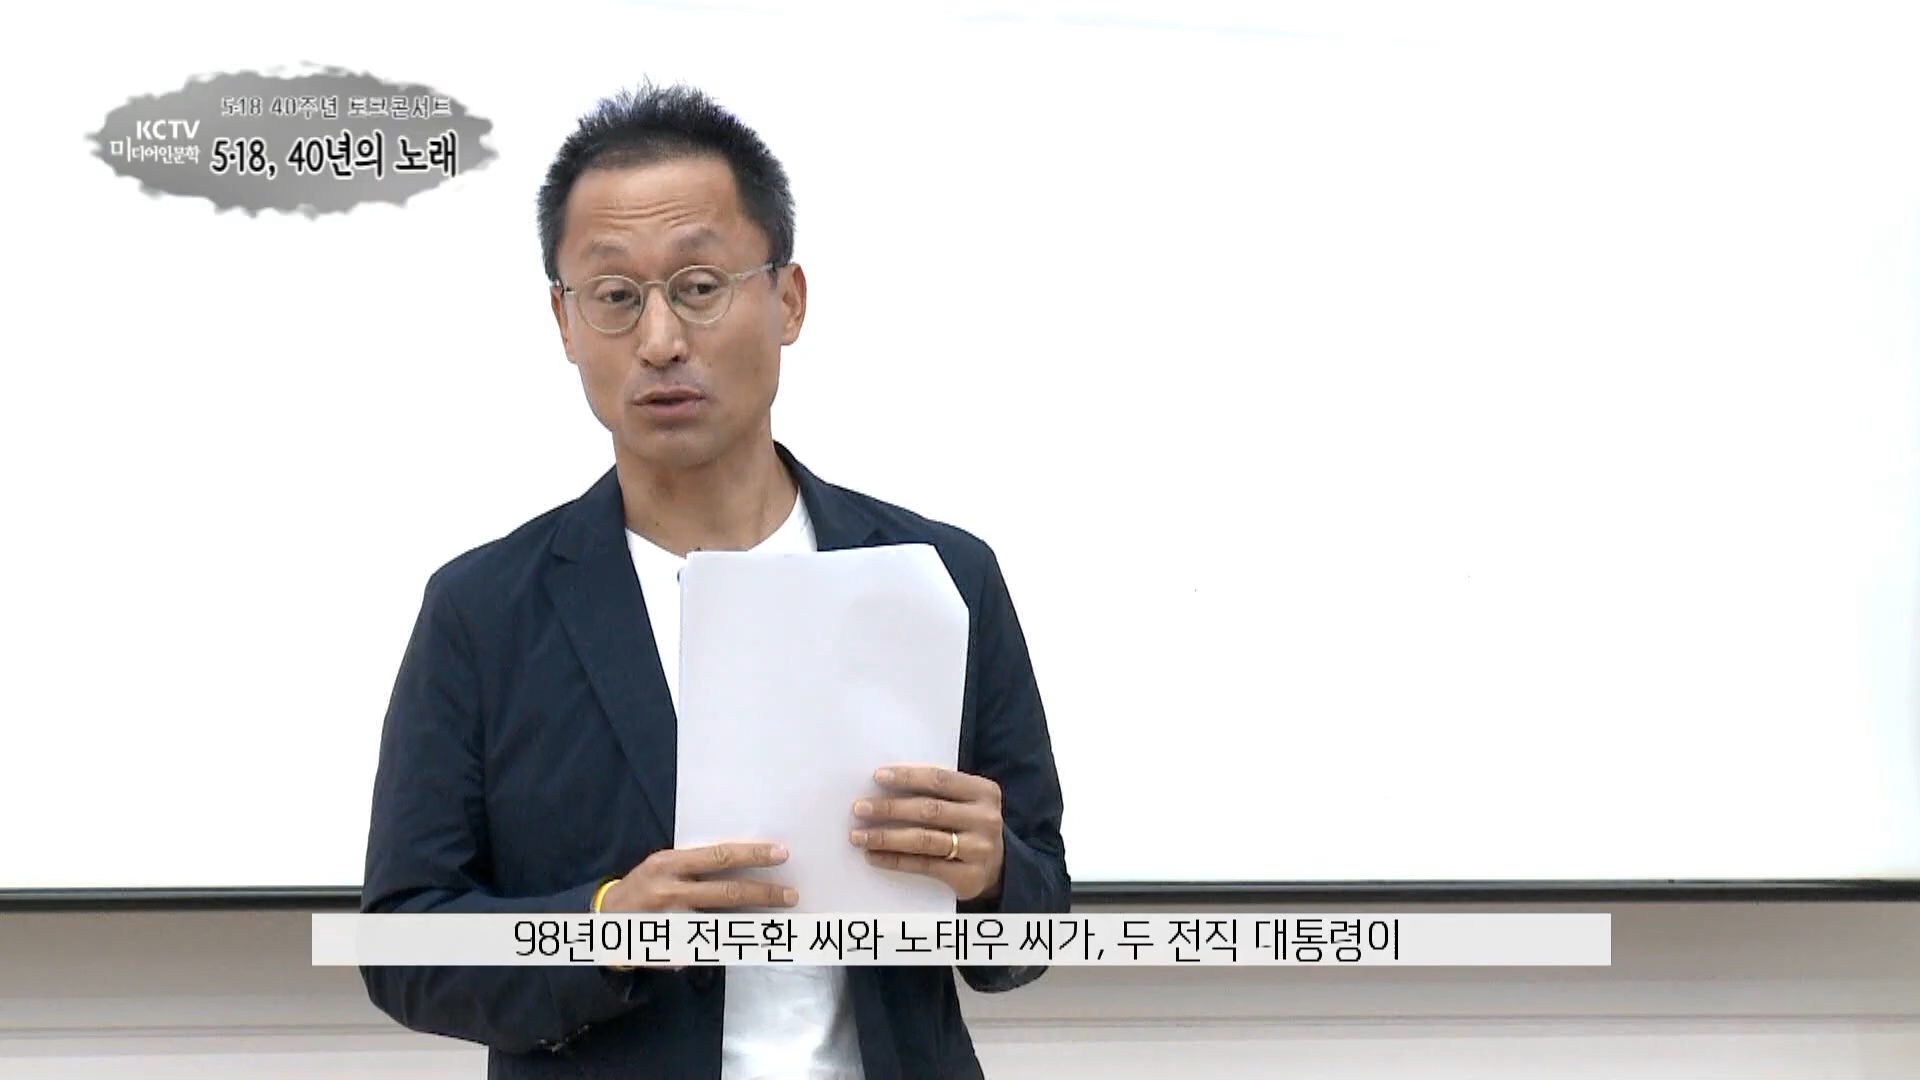 5·18 40주년 토크콘서트
KCTV
미디어인문학
5·18, 40년의 노래
98년이면 전두환 씨와 노태우 씨가, 두 전직 대통령이